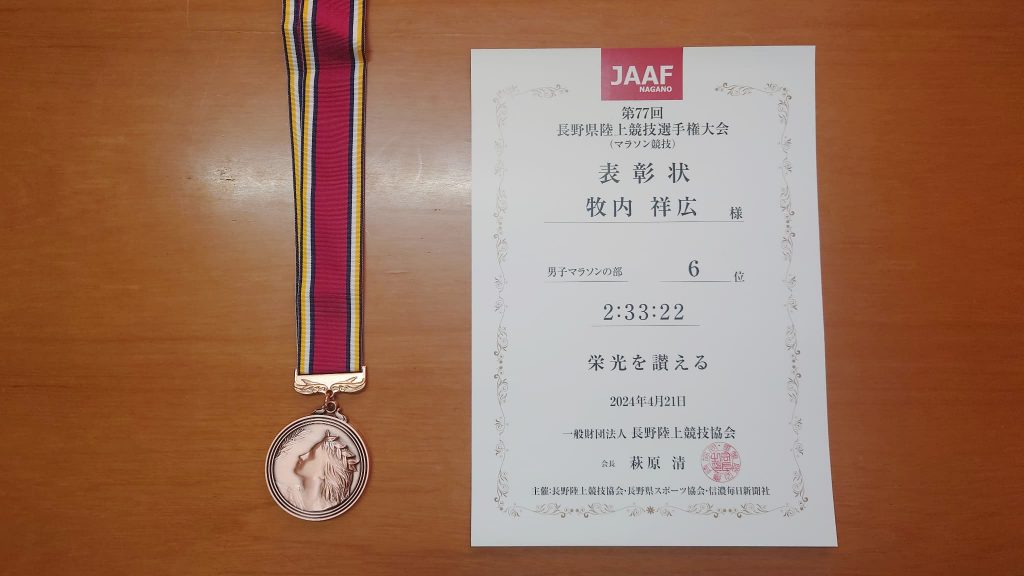 JAAF
NAGANO
第77回
長野県陸上競技選手権大会
(マラソン競技)
表彰状
牧内 祥広 様
男子マラソンの部 6 位
2:33:22
栄光を讃える
2024年4月21日
一般財団法人 長野陸上競技協会
会長 萩原 清
主催:長野陸上競技協会・長野県スポーツ協会・信濃毎日新聞社